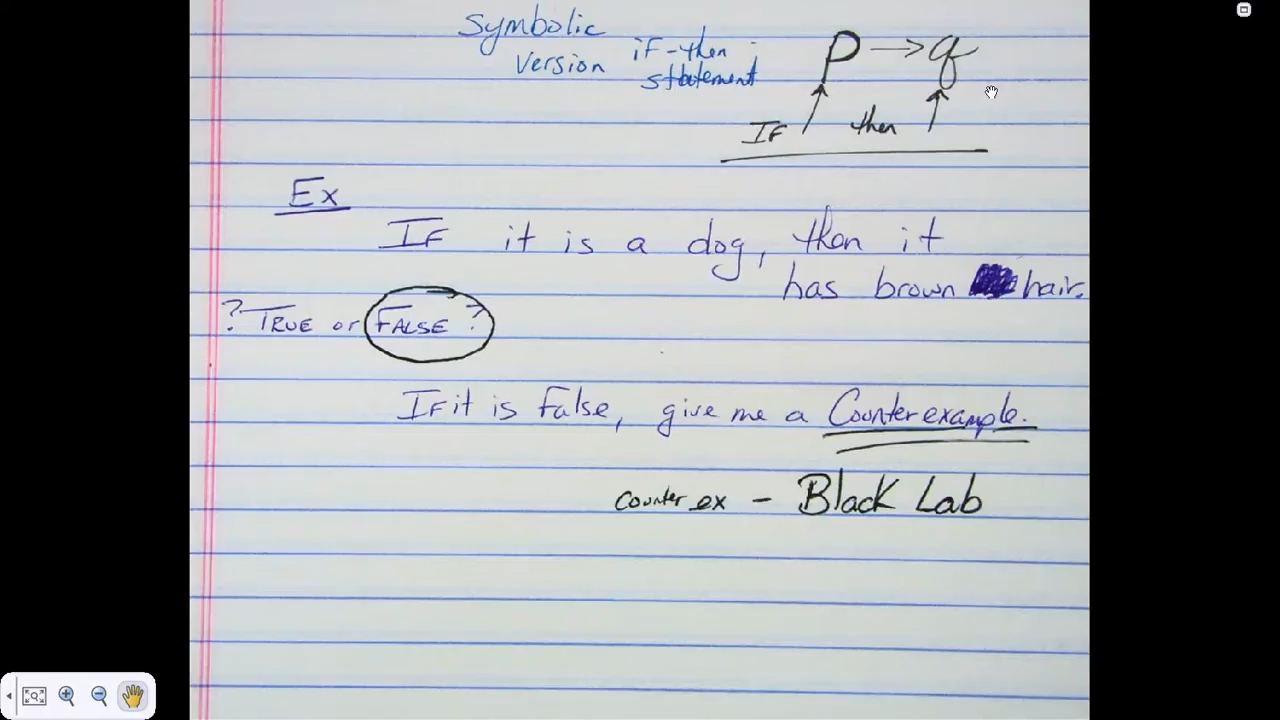 Symbolic
version if-then
statement
P → q
IF then
Ex
IF it is a dog, then it
has brown hair.
? TRUE or FALSE ?
IF it is False, give me a Counterexample.
counter ex - Black Lab